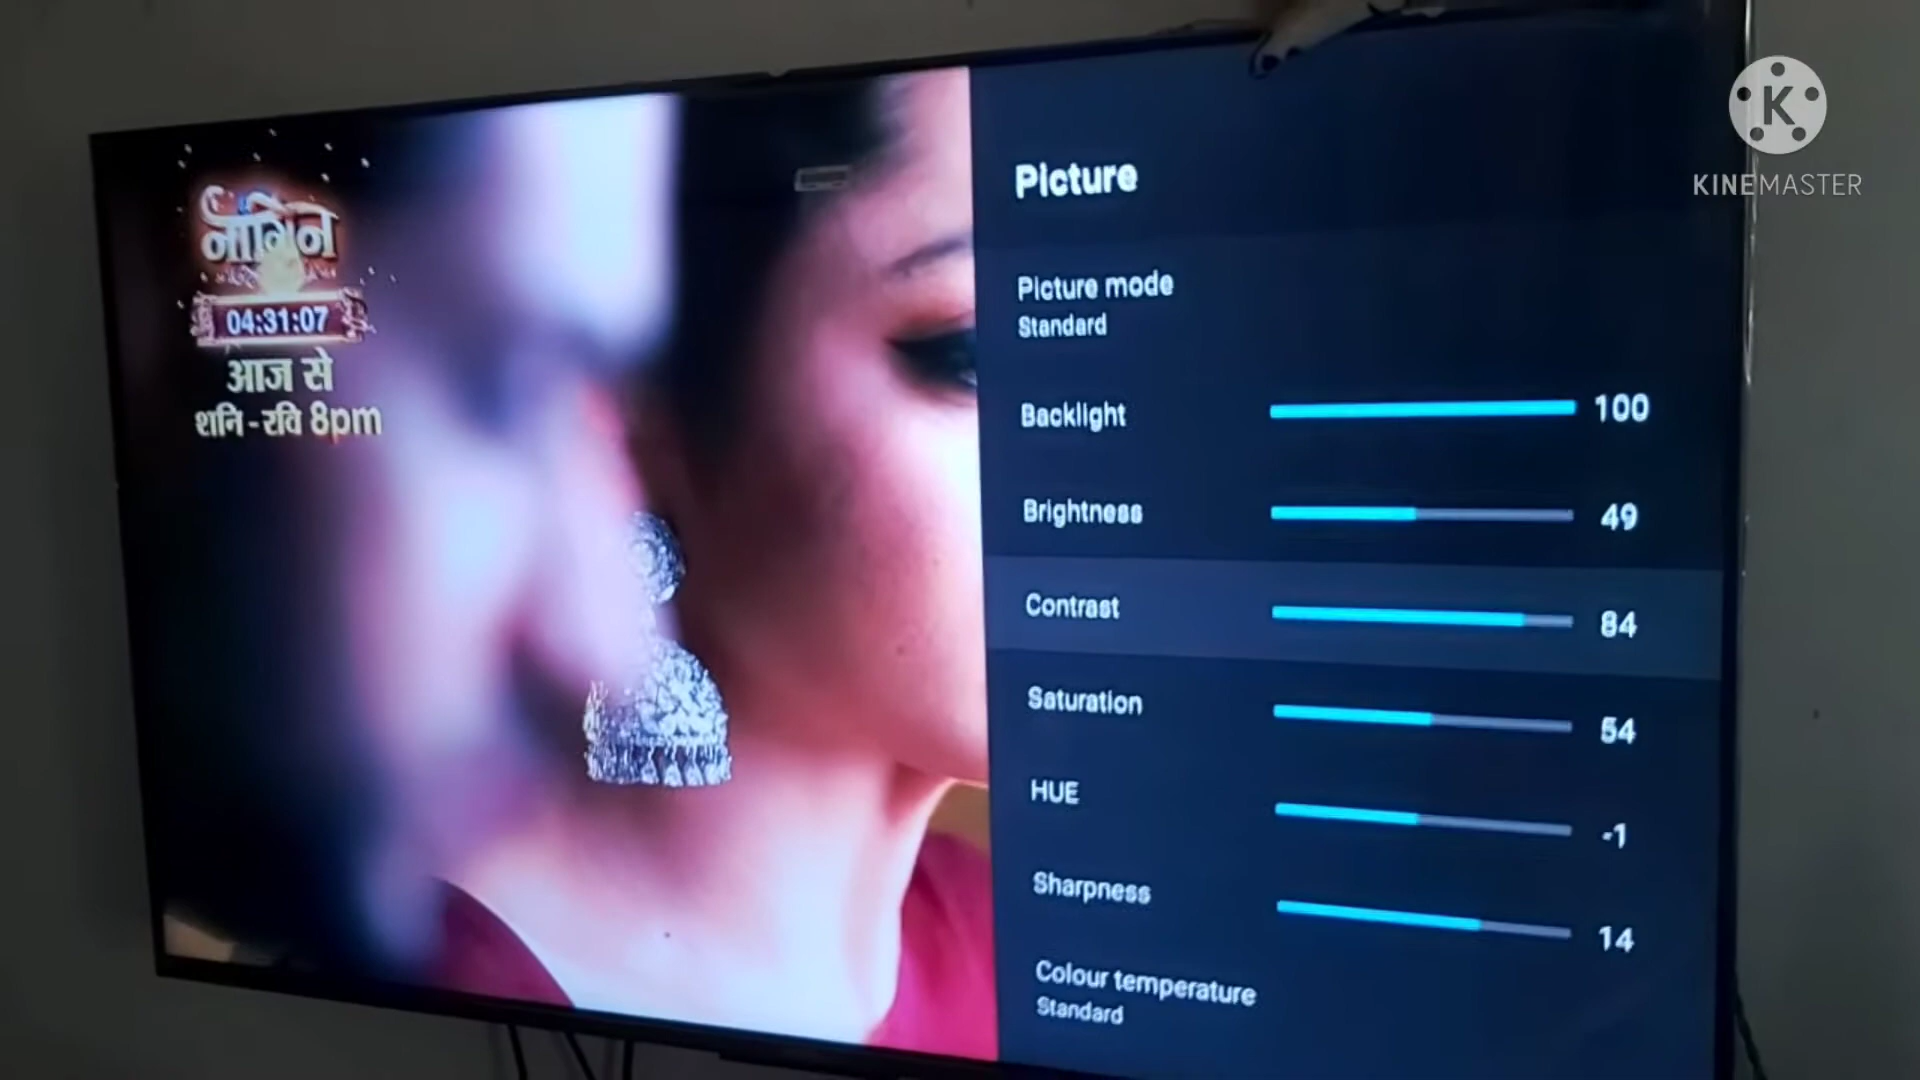 नागिन
04:31:07
आज से
शनि-रवि 8pm
Picture
Picture mode
Standard
Backlight 100
Brightness 49
Contrast 84
Saturation 54
HUE -1
Sharpness 14
Colour temperature
Standard
K
KINEMASTER